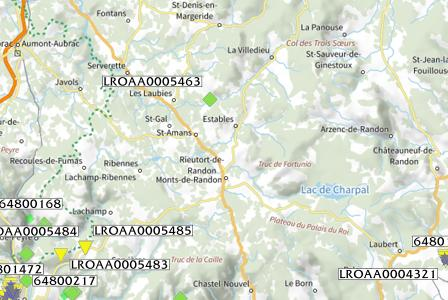 St-Denis-en-
Margeride
Fontans
La Panouse
Col des Trois Sœurs
Aumont-Aubrac
La Villedieu
St-Sauveur-de-
Ginestoux
St-Jean-la
Fouillous
Serverette
Javols
LROAA0005463
Les Laubies
St-Gal
Estables
St-Amans
Arzenc-de-Randon
Peyre
Châteauneuf-de-
Randon
Recoules-de-Fumas
Ribennes
Rieutort-de-
Randon
Truc de Fortunio
Lachamp-Ribennes
Monts-de-Randon
Lac de Charpal
64800168
Lachamp
Plateau du Palais du Roi
OAA0005484
LROAA0005485
Laubert
6480
LROAA0005483
Truc de la Caille
801472
LROAA0004321
64800217
Chastel-Nouvel
Le Born